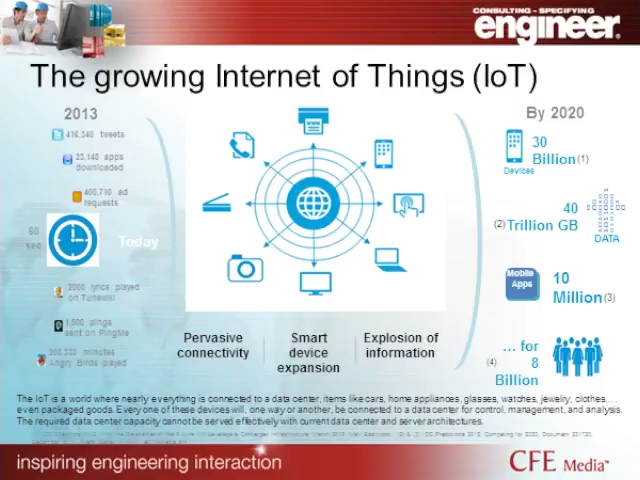 CONSULTING - SPECIFYING
engineer.
The growing Internet of Things (IoT)
2013
416,340 tweets
23,148 apps
downloaded
400,710 ad
requests
60
sec
Today
2000 lyrics played
on Tunewiki
1,500 pings
sent on PingMe
minutes
Angry Birds played
Pervasive
connectivity
Smart
device
expansion
Explosion of
information
By 2020
30
Billion(1)
Devices
40
(2) Trillion GB
DATA
Mobile
Apps
10
Million(3)
… for
(4) 8
Billion
The IoT is a world where nearly everything is connected to a data center, items like cars, home appliances, glasses, watches, jewelry, clothes….
even packaged goods. Every one of these devices will, one way or another, be connected to a data center for control, management, and analysis.
The required data center capacity cannot be served effectively with current data center and server architectures.
inspiring engineering interaction
CFE Media™